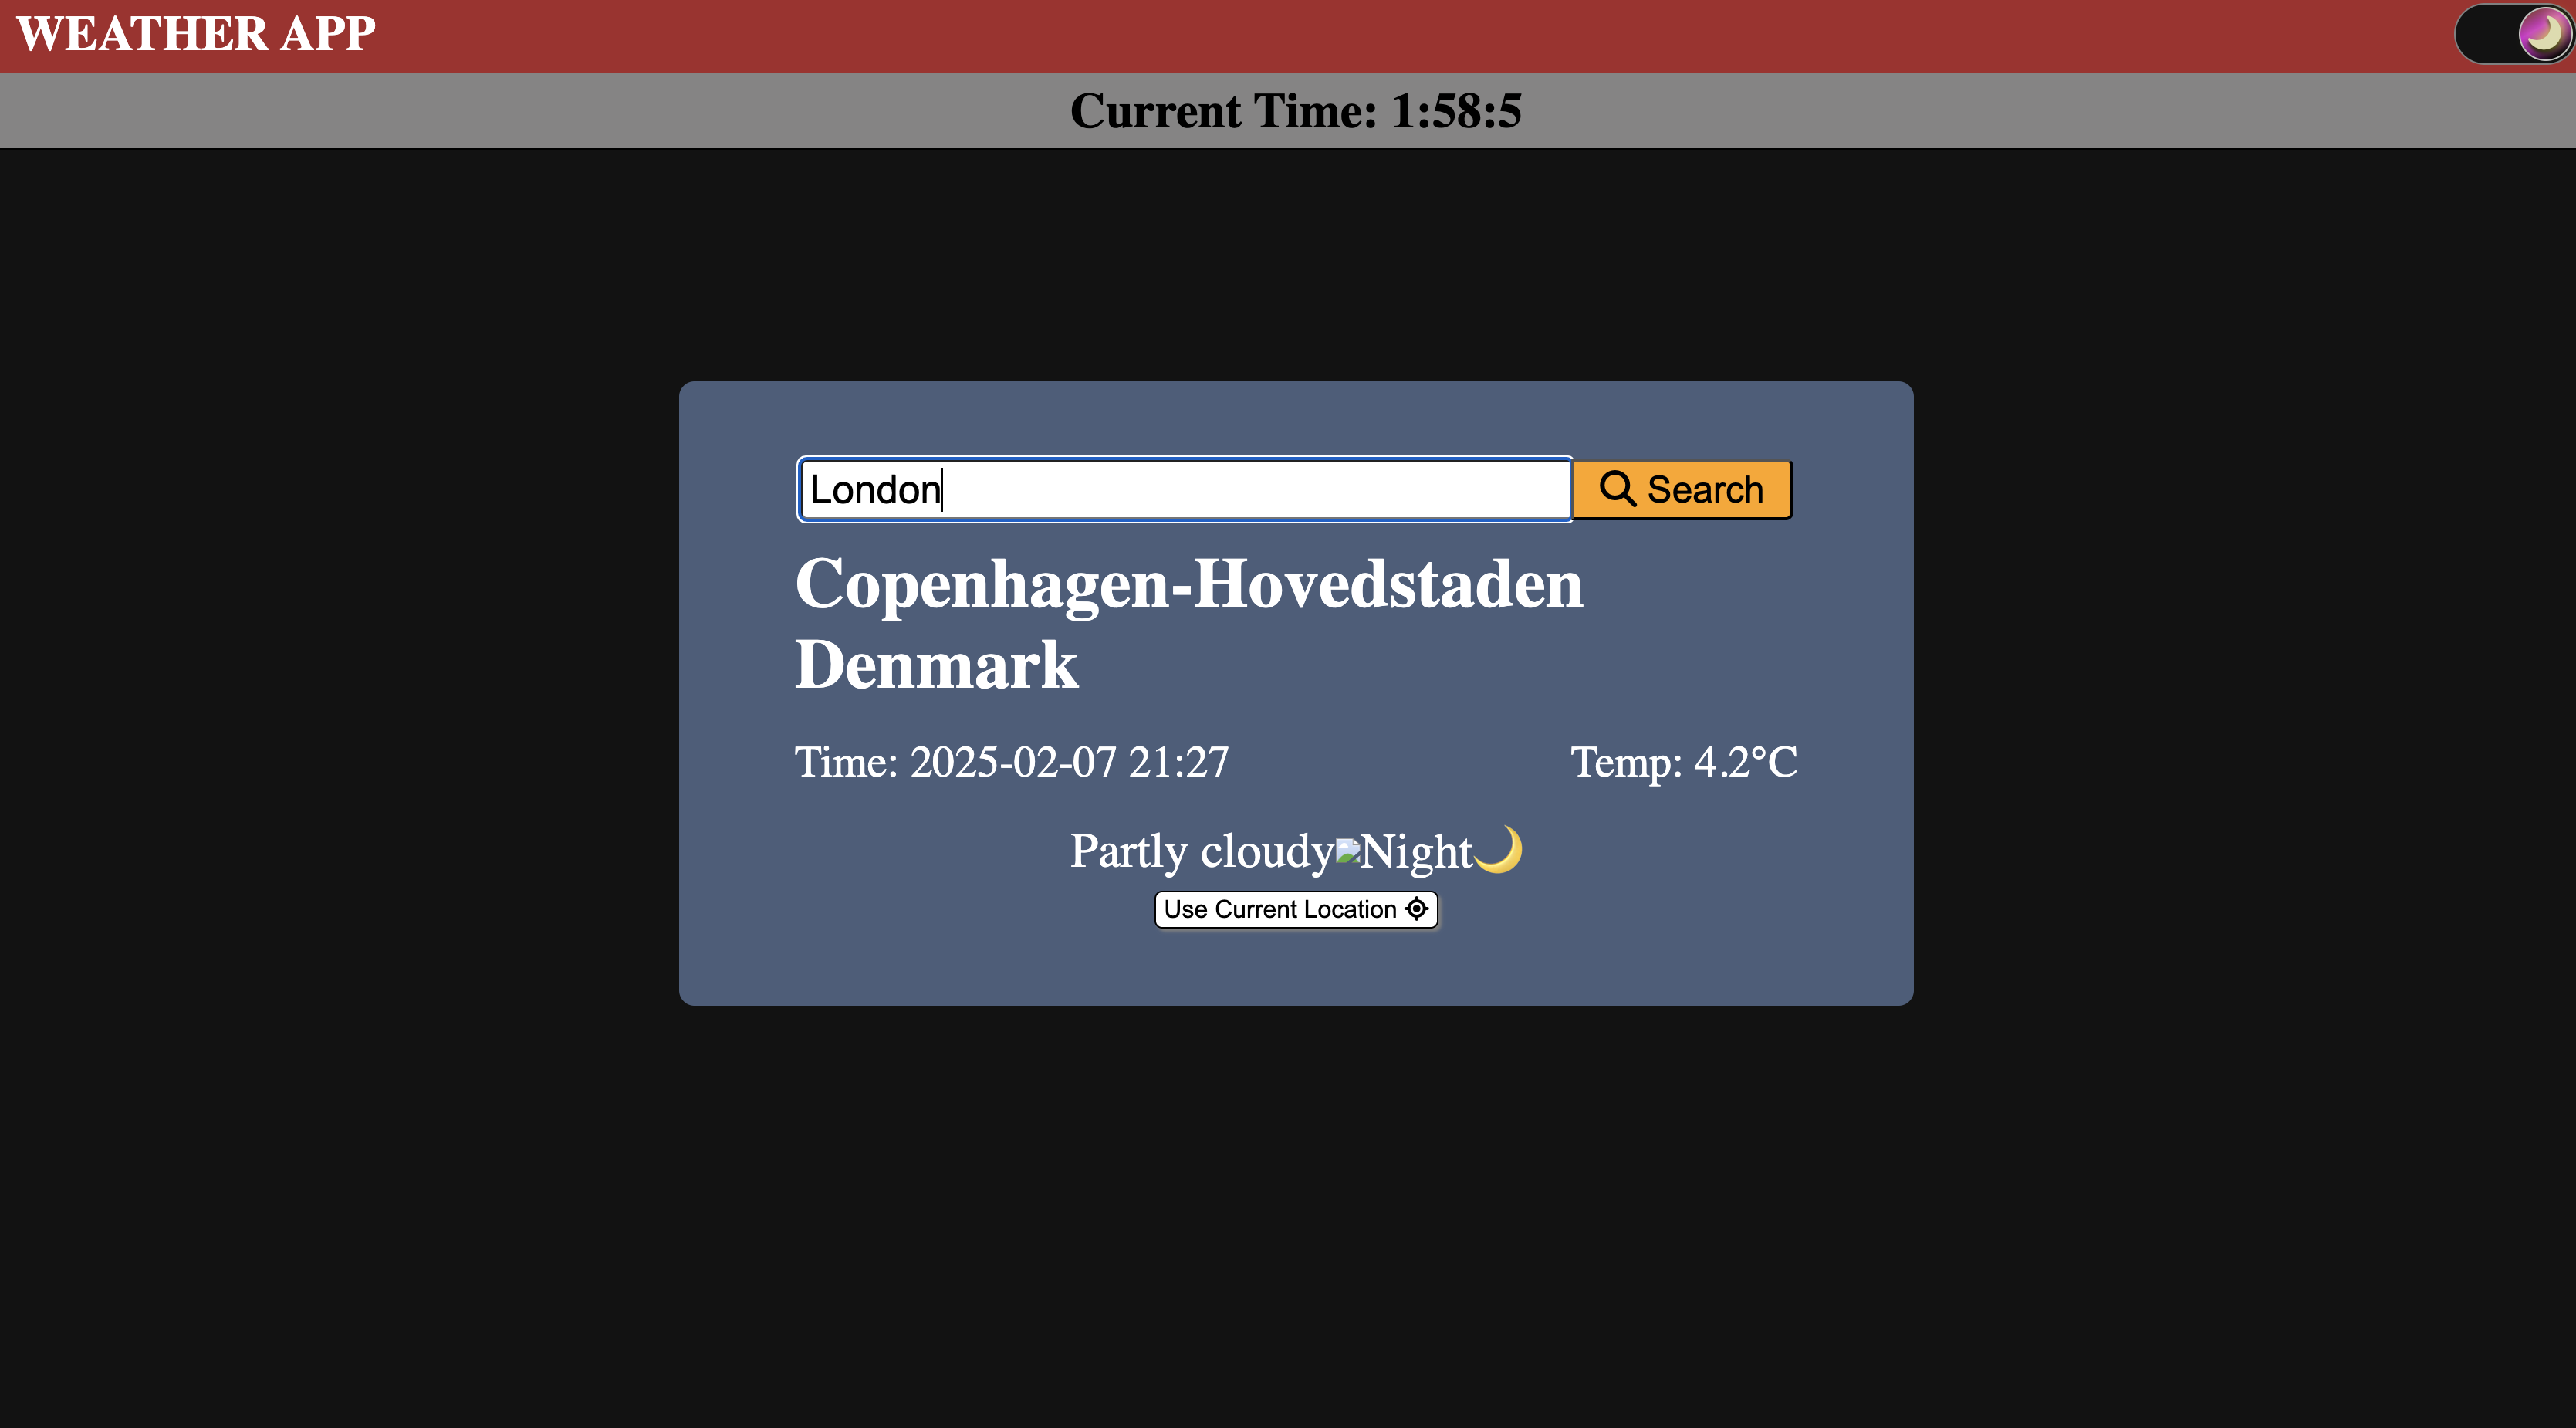 WEATHER APP
Current Time: 1:58:5
London
Search
Copenhagen-Hovedstaden
Denmark
Time: 2025-02-07 21:27
Temp: 4.2°C
Partly cloudyNight🌙
Use Current Location